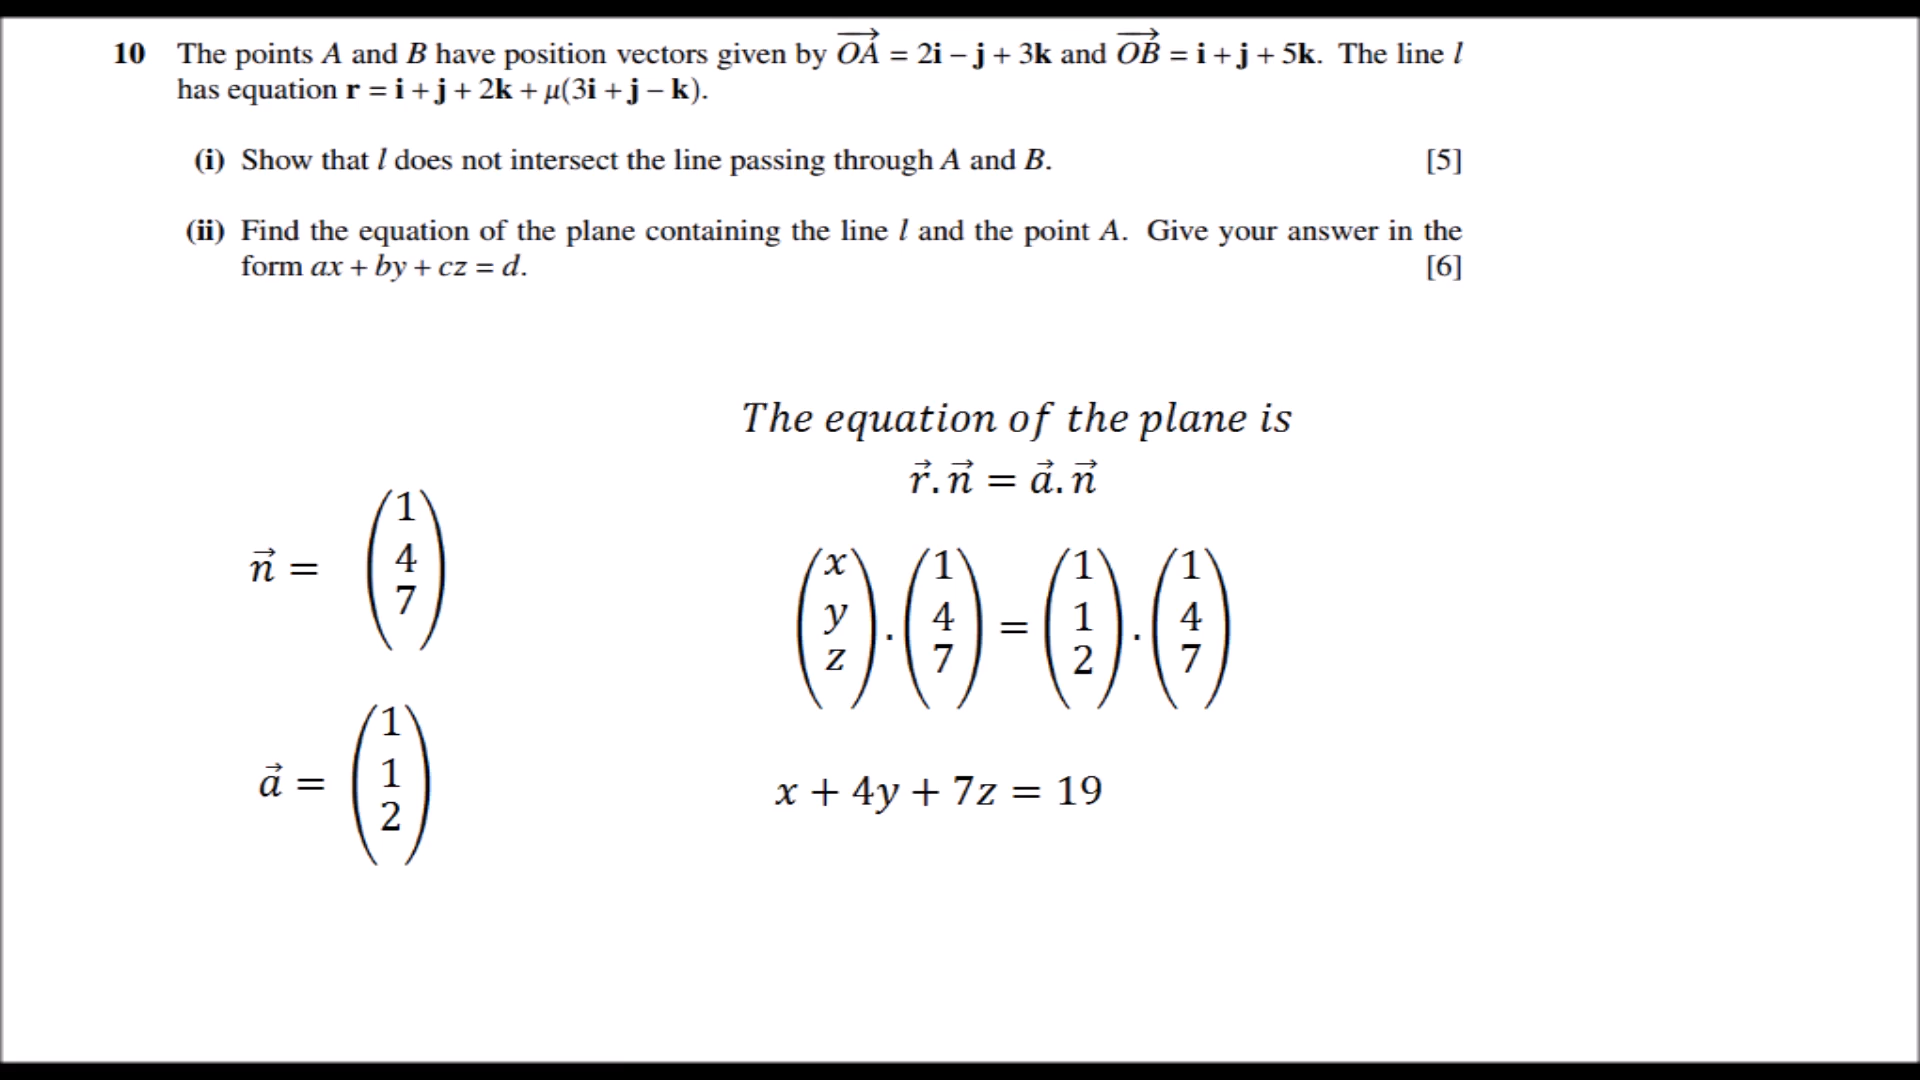 10 The points A and B have position vectors given by \overrightarrow{OA} = 2i – j + 3k and \overrightarrow{OB} = i + j + 5k. The line l
has equation r = i + j + 2k + μ(3i + j – k).
(i) Show that l does not intersect the line passing through A and B. [5]
(ii) Find the equation of the plane containing the line l and the point A. Give your answer in the
form ax + by + cz = d. [6]
The equation of the plane is
\vec{r}.\vec{n} = \vec{a}.\vec{n}
\vec{n} = \begin{pmatrix} 1 \\ 4 \\ 7 \end{pmatrix}
\begin{pmatrix} x \\ y \\ z \end{pmatrix} . \begin{pmatrix} 1 \\ 4 \\ 7 \end{pmatrix} = \begin{pmatrix} 1 \\ 1 \\ 2 \end{pmatrix} . \begin{pmatrix} 1 \\ 4 \\ 7 \end{pmatrix}
\vec{a} = \begin{pmatrix} 1 \\ 1 \\ 2 \end{pmatrix}
x + 4y + 7z = 19